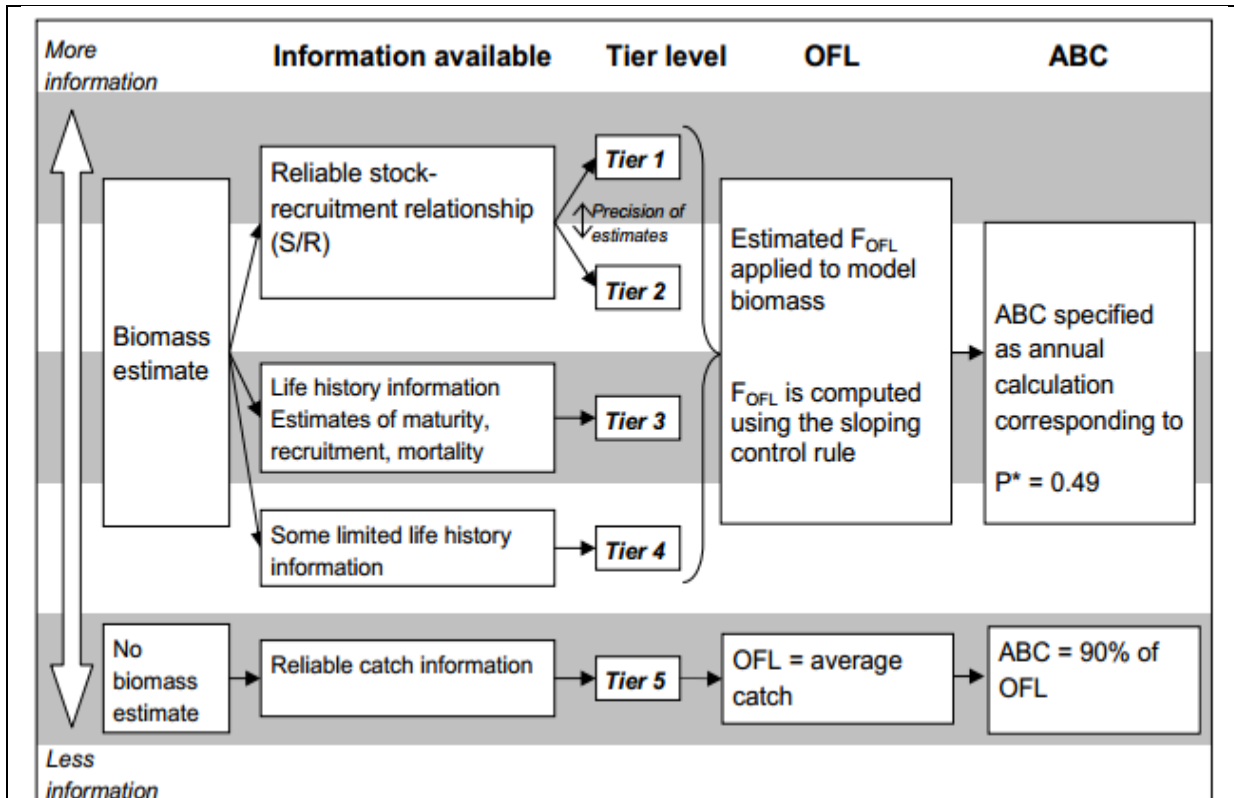 More
information
Information available
Tier level
OFL
ABC
Biomass
estimate
Reliable stock-
recruitment relationship
(S/R)
Tier 1
Precision of
estimates
Tier 2
Life history information
Estimates of maturity,
recruitment, mortality
Tier 3
Some limited life history
information
Tier 4
Estimated FOFL
applied to model
biomass
FOFL is computed
using the sloping
control rule
ABC specified
as annual
calculation
corresponding to
P* = 0.49
No
biomass
estimate
Reliable catch information
Tier 5
OFL = average
catch
ABC = 90% of
OFL
Less
information